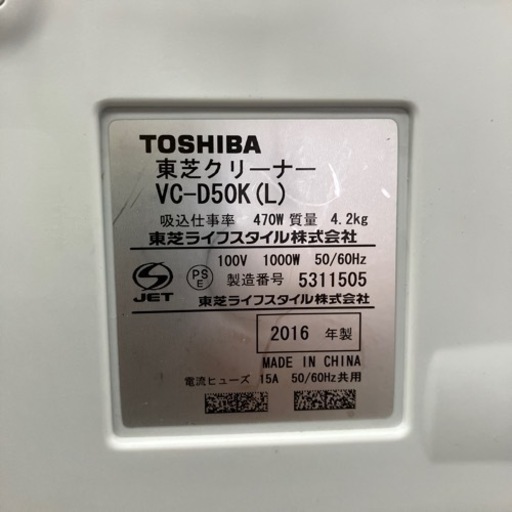 TOSHIBA
東芝クリーナー
VC-D50K(L)
吸込仕事率 470W 質量 4.2kg
東芝ライフスタイル株式会社
100V 1000W 50/60Hz
PS
E
製造番号 5311505
JET
東芝ライフスタイル株式会社
2016 年製
MADE IN CHINA
電流ヒューズ 15A 50/60Hz共用